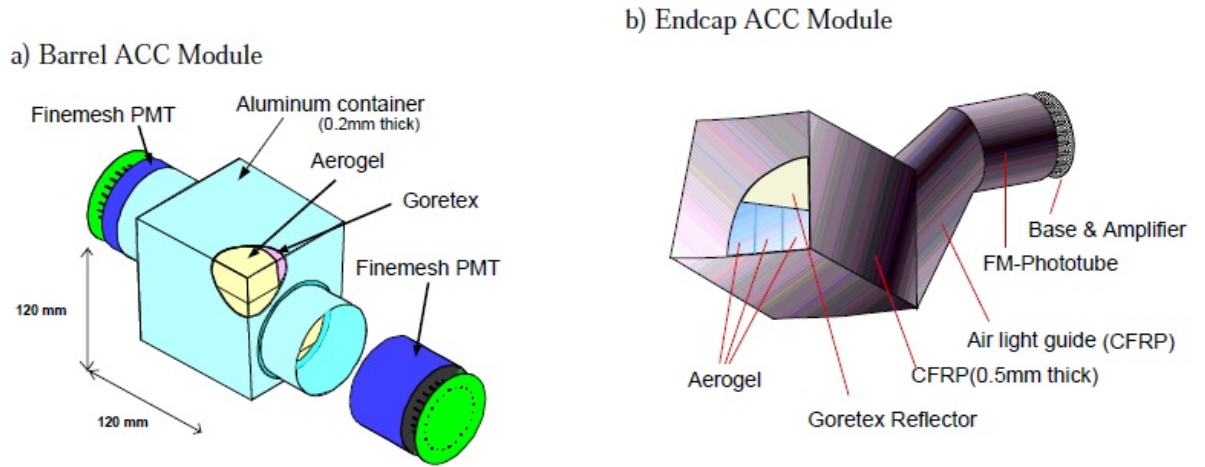 a) Barrel ACC Module
Finemesh PMT
Aluminum container
(0.2mm thick)
Aerogel
Goretex
Finemesh PMT
120 mm
120 mm
b) Endcap ACC Module
Base & Amplifier
FM-Phototube
Air light guide (CFRP)
CFRP(0.5mm thick)
Aerogel
Goretex Reflector